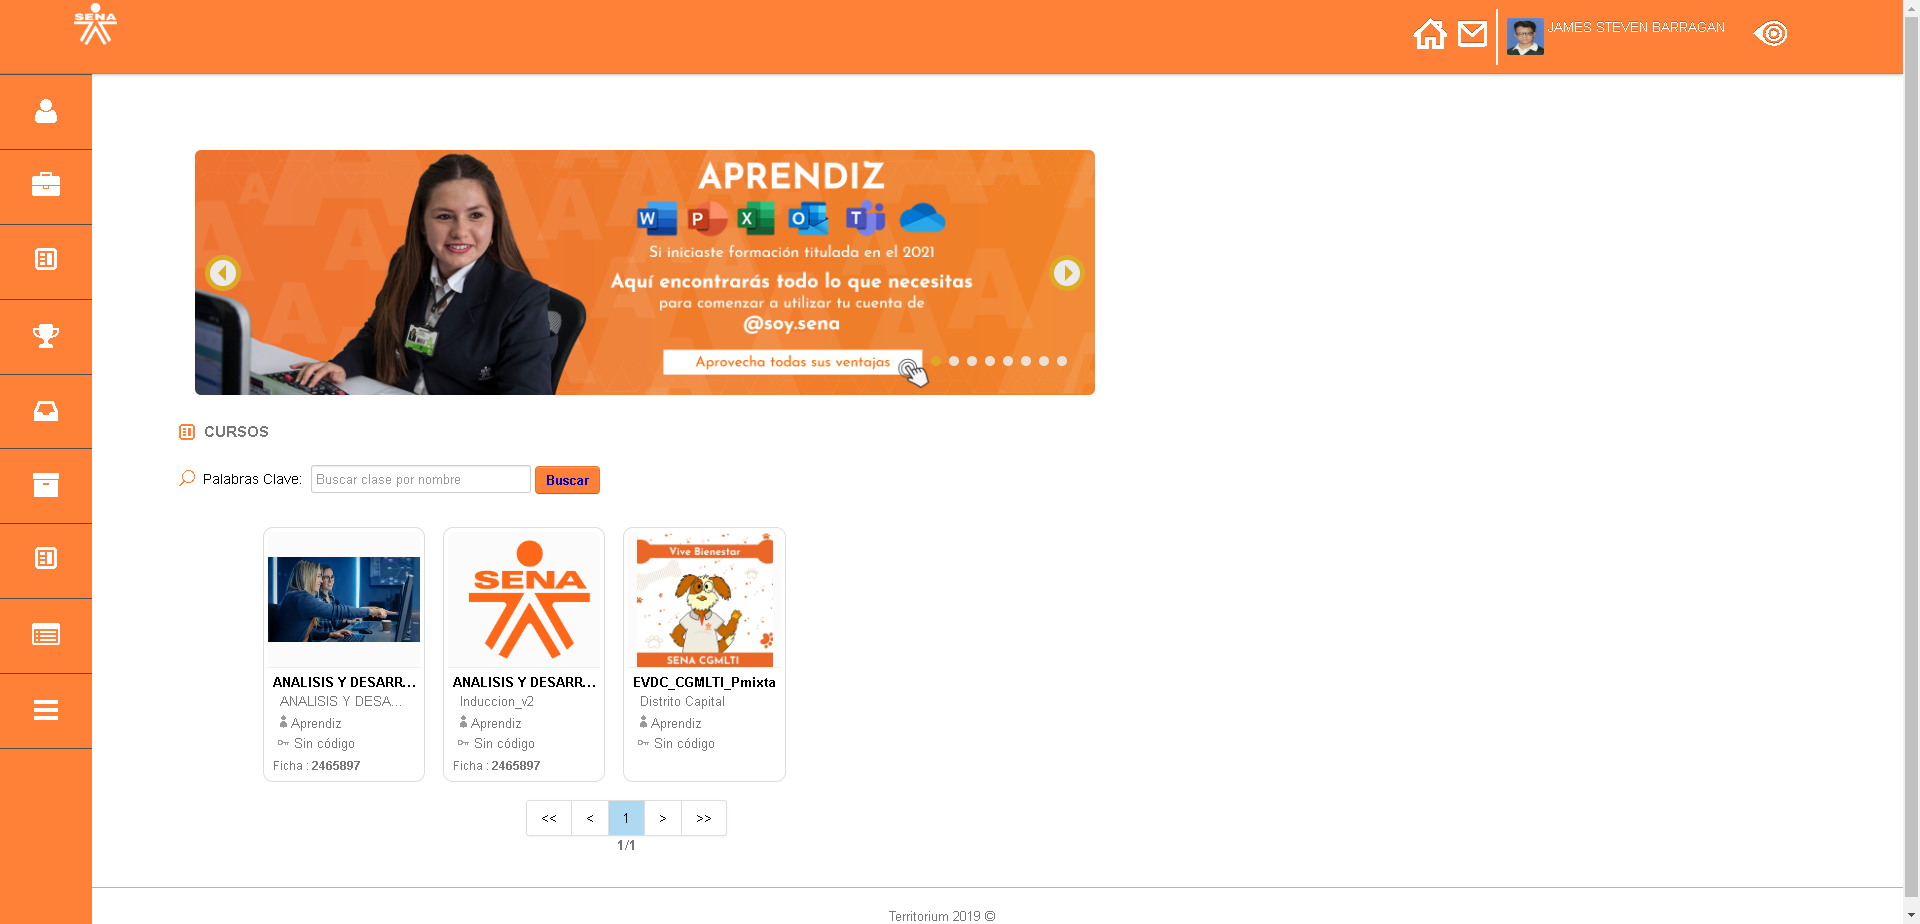 SENA
JAMES STEVEN BARRAGAN
APRENDIZ
W P X O T
Si iniciaste formación titulada en el 2021
Aquí encontrarás todo lo que necesitas
para comenzar a utilizar tu cuenta de
@soy.sena
Aprovecha todas sus ventajas
CURSOS
Palabras Clave:
Buscar clase por nombre
Buscar
ANALISIS Y DESARR...
ANALISIS Y DESA...
Aprendiz
Sin código
Ficha : 2465897
SENA
ANALISIS Y DESARR...
Induccion_v2
Aprendiz
Sin código
Ficha : 2465897
Vive Bienestar
SENA CGMLTI
EVDC_CGMLTI_Pmixta
Distrito Capital
Aprendiz
Sin código
<< < 1 > >>
1/1
Territorium 2019 ©